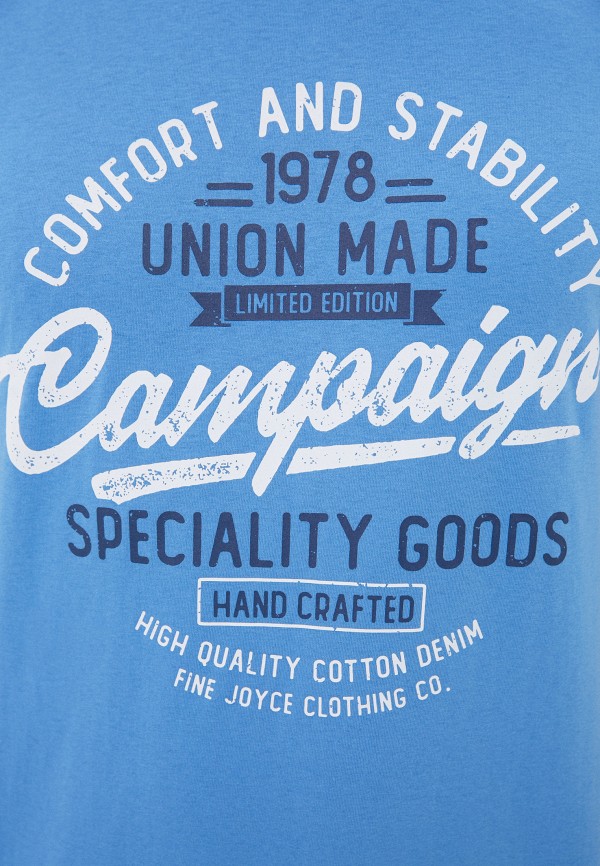 COMFORT AND STABILITY
1978
UNION MADE
LIMITED EDITION
Campaign
SPECIALITY GOODS
HAND CRAFTED
HiGH QUALITY COTTON DENIM
FiNE JOYCE CLOTHING CO.